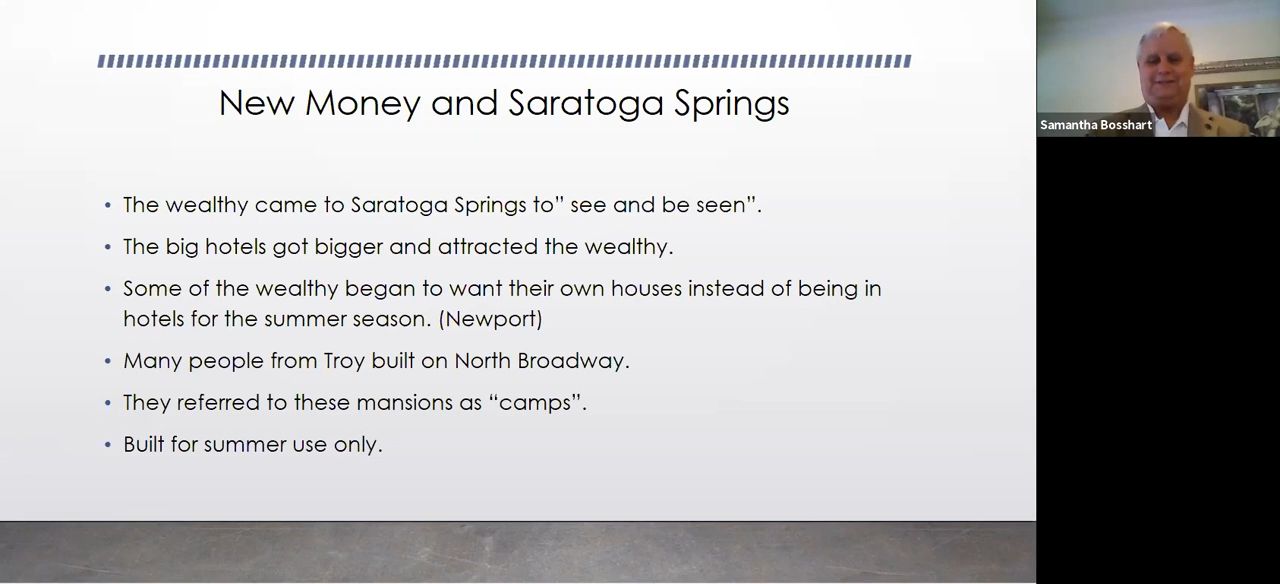 New Money and Saratoga Springs
• The wealthy came to Saratoga Springs to” see and be seen”.
• The big hotels got bigger and attracted the wealthy.
• Some of the wealthy began to want their own houses instead of being in
hotels for the summer season. (Newport)
• Many people from Troy built on North Broadway.
• They referred to these mansions as “camps”.
• Built for summer use only.
Samantha Bosshart